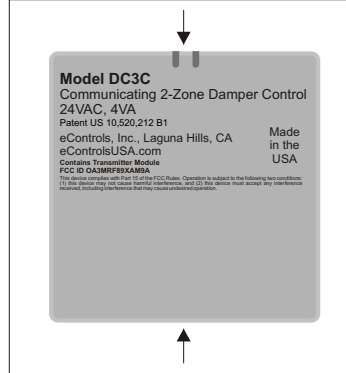 Model DC3C
Communicating 2-Zone Damper Control
24VAC, 4VA
Patent US 10,520,212 B1
eControls, Inc., Laguna Hills, CA
eControlsUSA.com
Made
in the
USA
Contains Transmitter Module
FCC ID OA3MRF89XAM9A
This device complies with Part 15 of the FCC Rules. Operation is subject to the following two conditions:
(1) this device may not cause harmful interference, and (2) this device must accept any interference
received, including interference that may cause undesired operation.